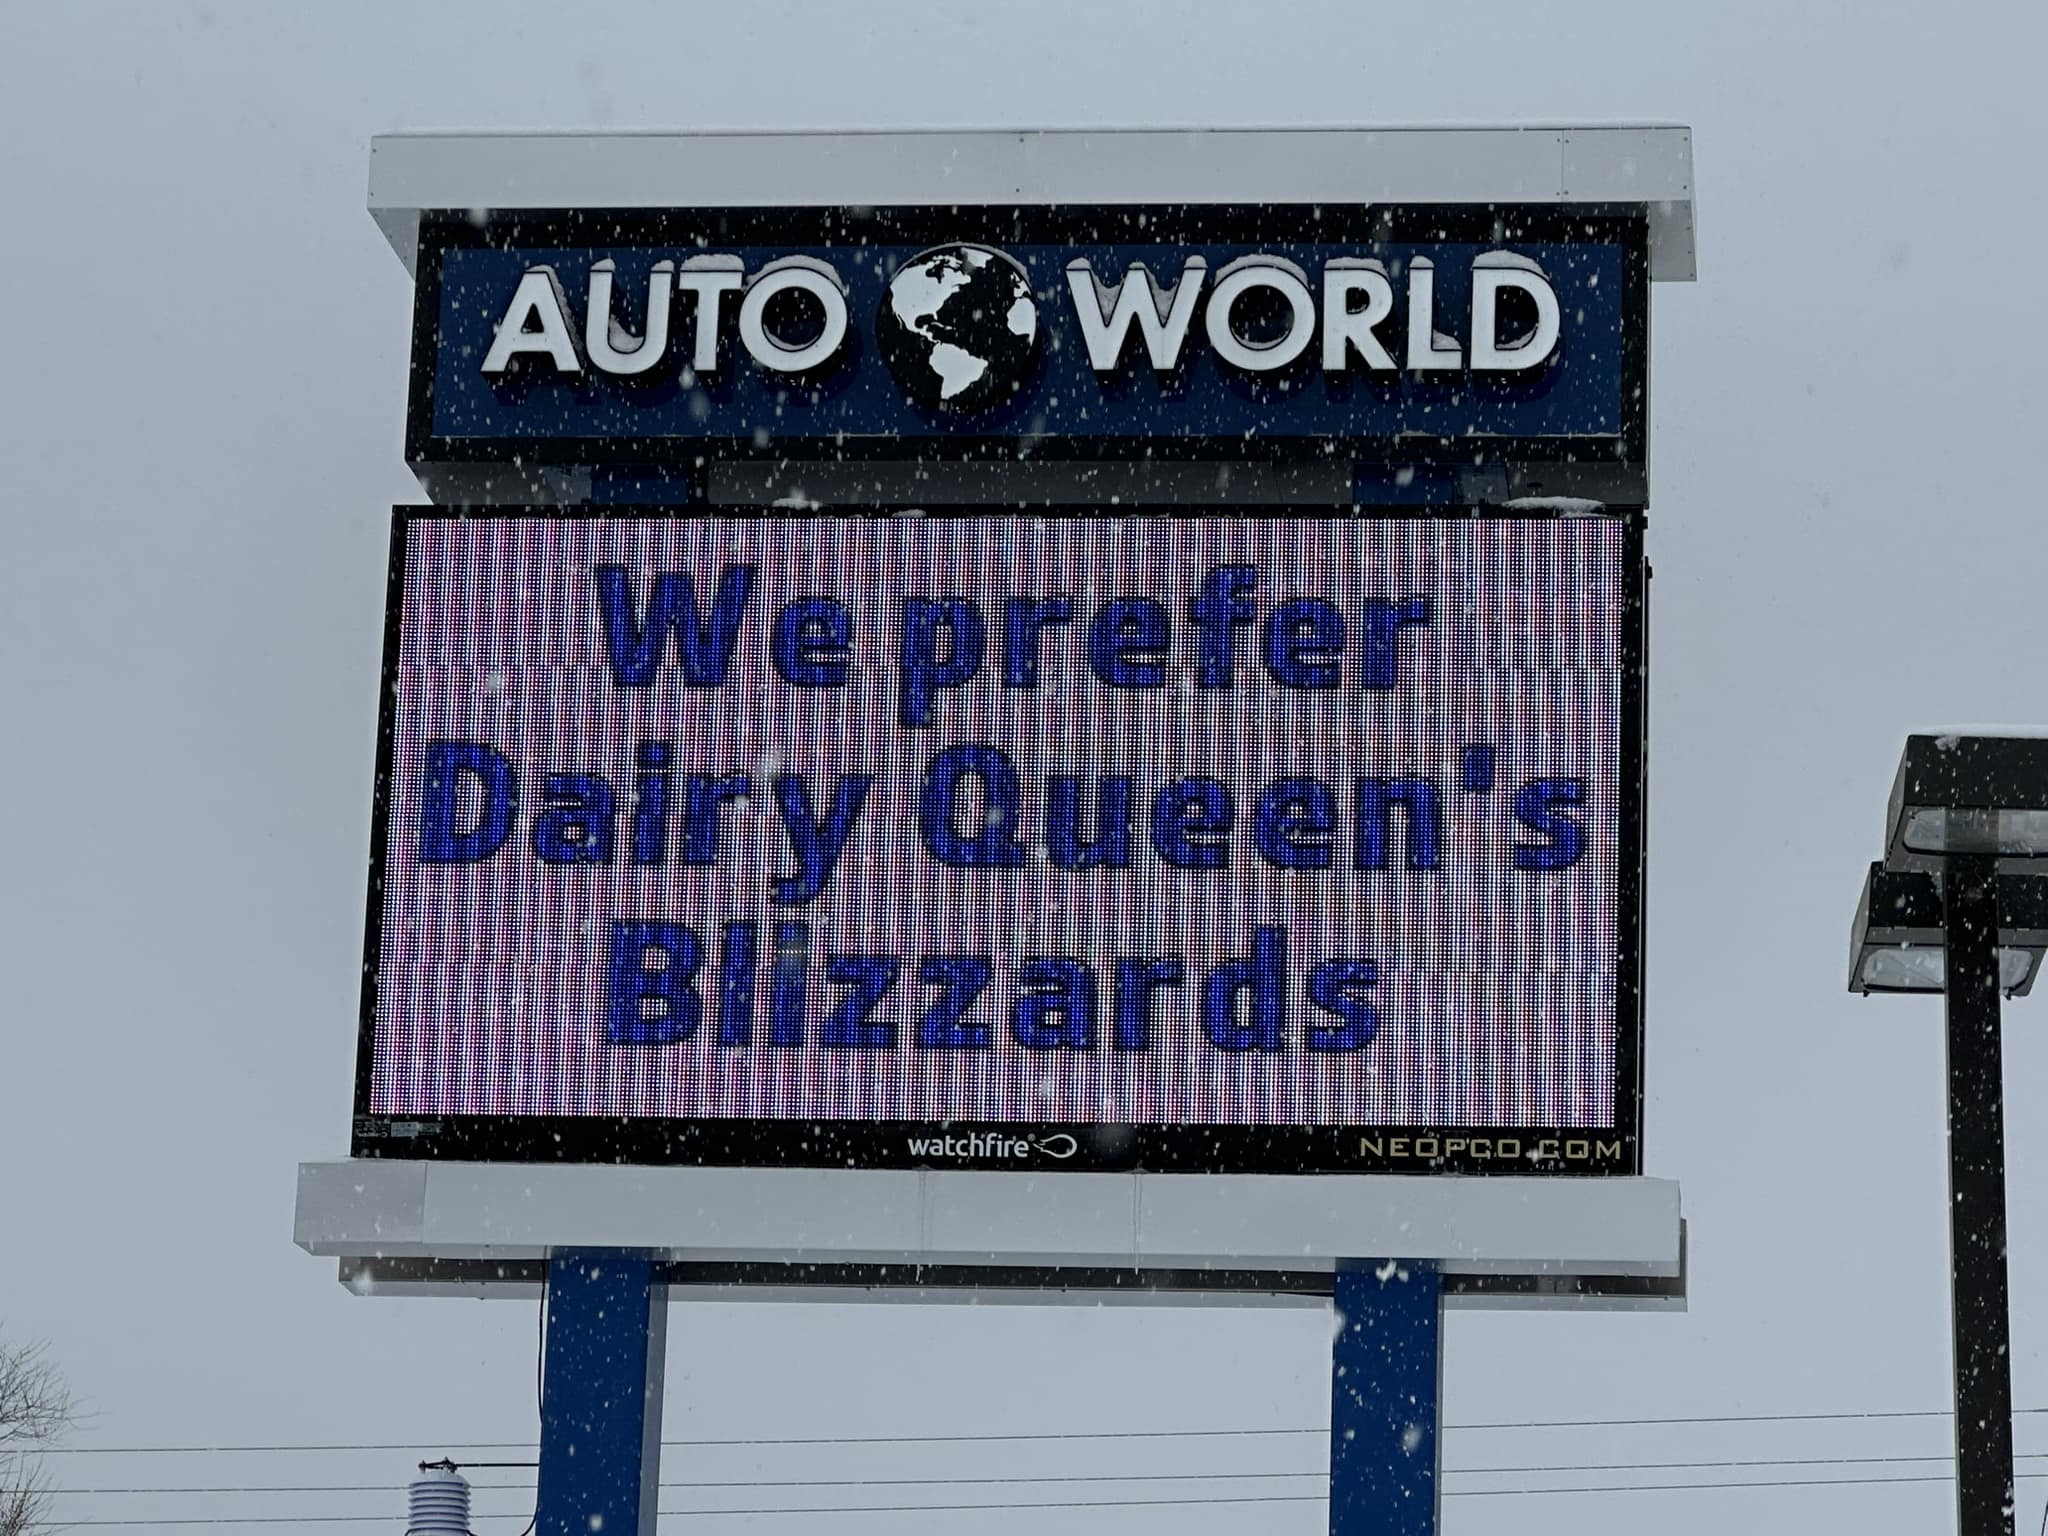 AUTO WORLD
We prefer
Dairy Queen's
Blizzards
watchfire
NEOPCO.COM